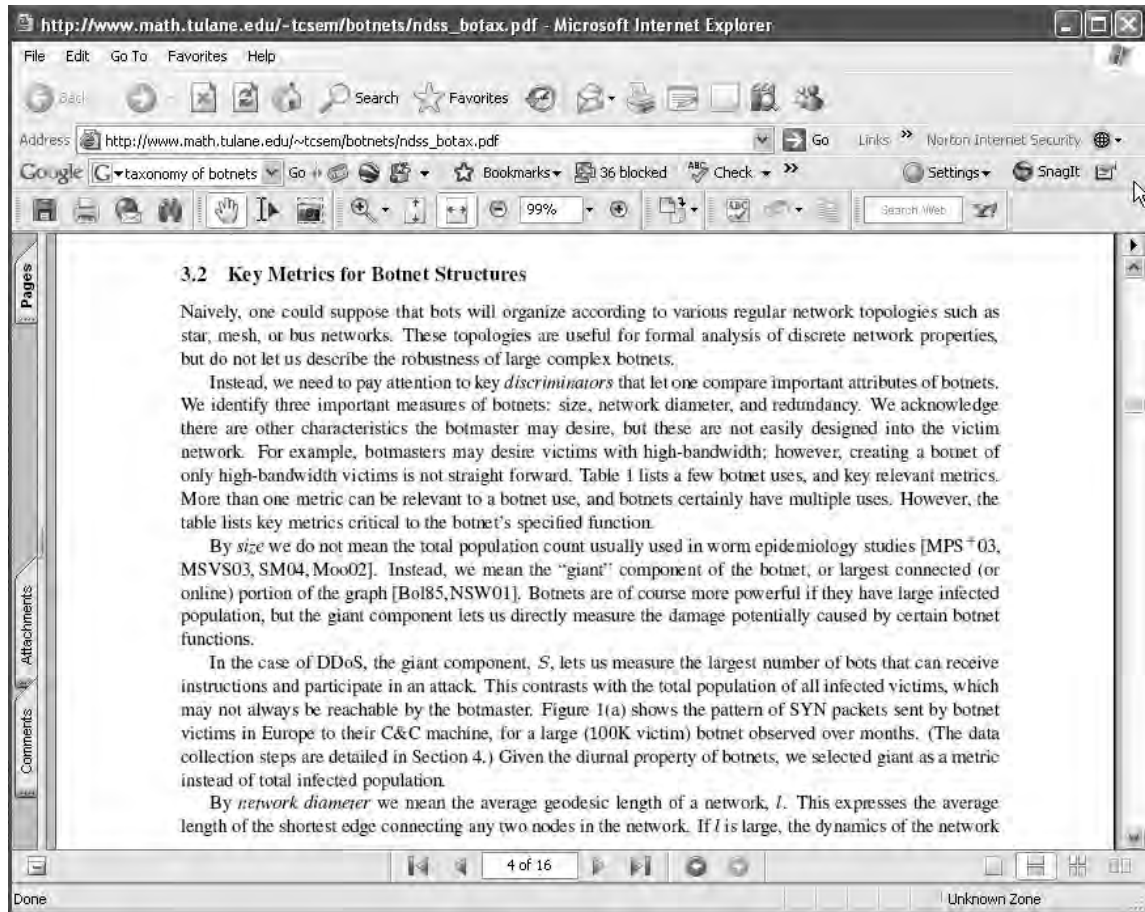 http://www.math.tulane.edu/~tcsem/botnets/ndss_botax.pdf - Microsoft Internet Explorer
File Edit Go To Favorites Help
Back Search Favorites
Address http://www.math.tulane.edu/~tcsem/botnets/ndss_botax.pdf Go Links » Norton Internet Security
Google G taxonomy of botnets Go Bookmarks 36 blocked ABC Check » Settings SnagIt
99% ABC Search Web
Pages
Attachments
Comments
3.2 Key Metrics for Botnet Structures
Naively, one could suppose that bots will organize according to various regular network topologies such as
star, mesh, or bus networks. These topologies are useful for formal analysis of discrete network properties,
but do not let us describe the robustness of large complex botnets.
Instead, we need to pay attention to key discriminators that let one compare important attributes of botnets.
We identify three important measures of botnets: size, network diameter, and redundancy. We acknowledge
there are other characteristics the botmaster may desire, but these are not easily designed into the victim
network. For example, botmasters may desire victims with high-bandwidth; however, creating a botnet of
only high-bandwidth victims is not straight forward. Table 1 lists a few botnet uses, and key relevant metrics.
More than one metric can be relevant to a botnet use, and botnets certainly have multiple uses. However, the
table lists key metrics critical to the botnet's specified function.
By size we do not mean the total population count usually used in worm epidemiology studies [MPS+03,
MSVS03, SM04, Moo02]. Instead, we mean the “giant” component of the botnet, or largest connected (or
online) portion of the graph [Bol85,NSW01]. Botnets are of course more powerful if they have large infected
population, but the giant component lets us directly measure the damage potentially caused by certain botnet
functions.
In the case of DDoS, the giant component, S, lets us measure the largest number of bots that can receive
instructions and participate in an attack. This contrasts with the total population of all infected victims, which
may not always be reachable by the botmaster. Figure 1(a) shows the pattern of SYN packets sent by botnet
victims in Europe to their C&C machine, for a large (100K victim) botnet observed over months. (The data
collection steps are detailed in Section 4.) Given the diurnal property of botnets, we selected giant as a metric
instead of total infected population.
By network diameter we mean the average geodesic length of a network, l. This expresses the average
length of the shortest edge connecting any two nodes in the network. If l is large, the dynamics of the network
4 of 16
Done Unknown Zone